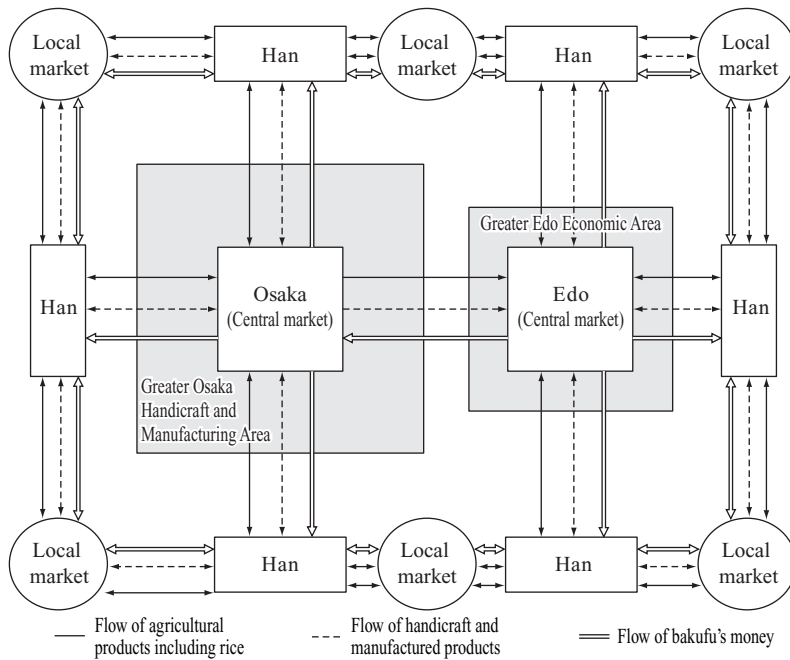 Local
market
Han
Local
market
Han
Local
market
Greater Edo Economic Area
Han
Osaka
(Central market)
Edo
(Central market)
Han
Greater Osaka
Handicraft and
Manufacturing Area
Local
market
Han
Local
market
Han
Local
market
Flow of agricultural
products including rice
Flow of handicraft and
manufactured products
Flow of bakufu's money